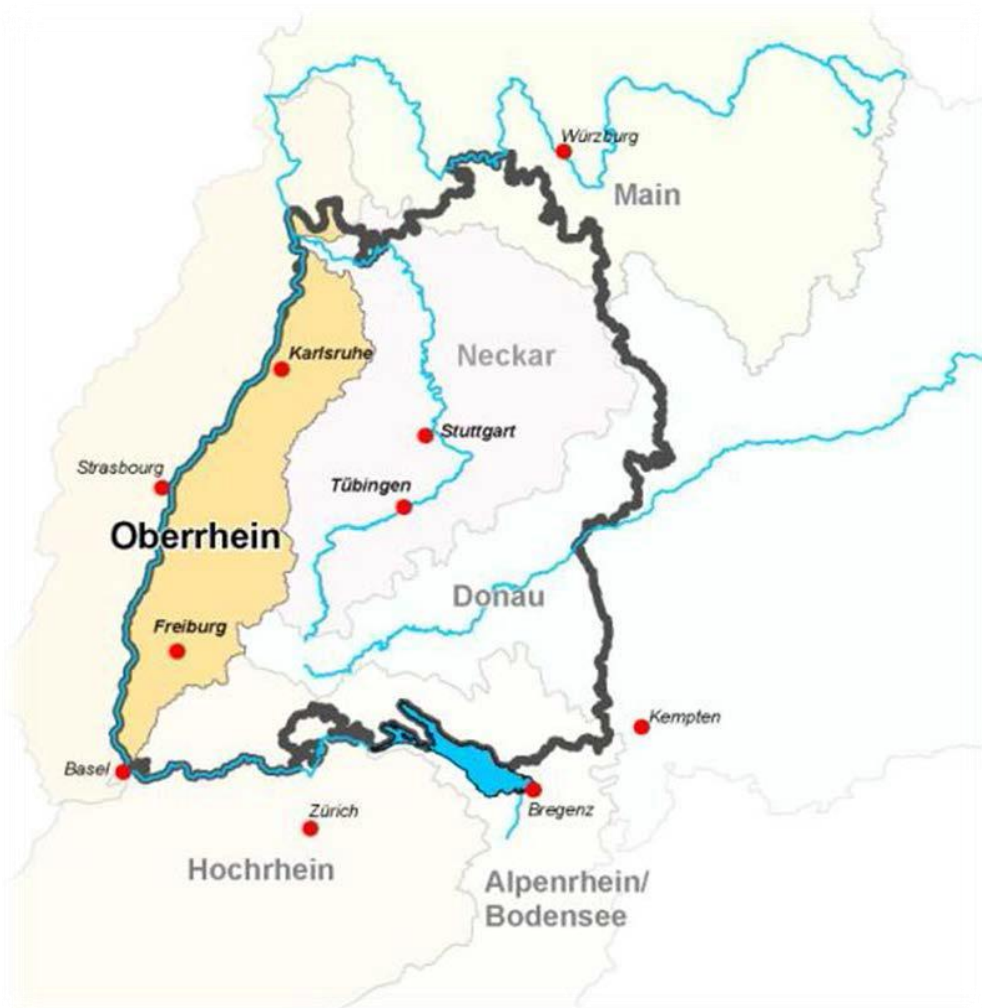 Würzburg
Main
Karlsruhe
Neckar
Stuttgart
Strasbourg
Tübingen
Oberrhein
Donau
Freiburg
Kempten
Basel
Zürich
Bregenz
Hochrhein
Alpenrhein/
Bodensee